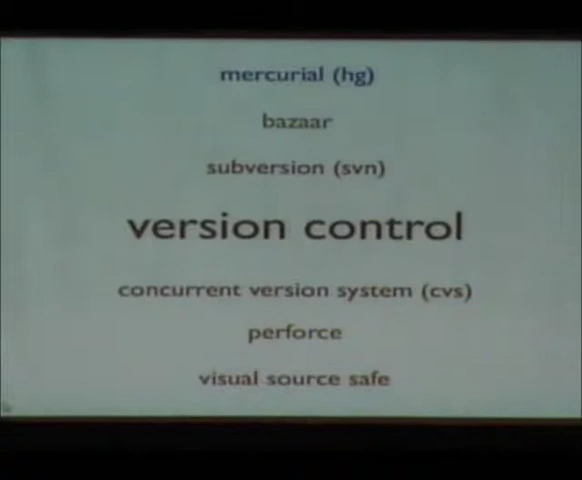 mercurial (hg)
bazaar
subversion (svn)
version control
concurrent version system (cvs)
perforce
visual source safe